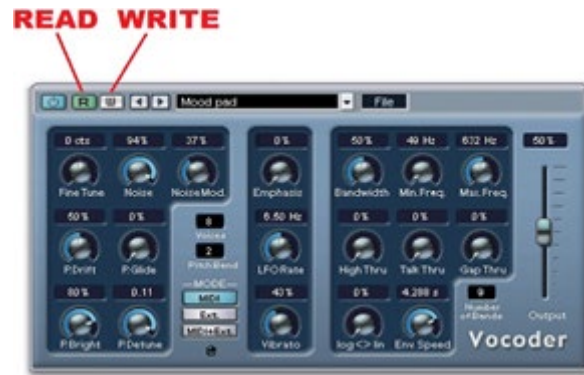 READ WRITE
R W Mood pad File
0 cts 94% 37% 0% 50% 49 Hz 632 Hz 50%
Fine Tune Noise NoiseMod. Emphasis Bandwidth Min.Freq. Max.Freq.
50% 0% 8 6.50 Hz 0% 0% 0%
Voices
P.Drift P.Glide 2 LFO Rate High Thru Talk Thru Gap Thru
Pitch Bend
MODE
80% 0.11 MIDI 43% 0% 4.288 s 9
Ext. Number
of Bands Output
P.Bright P.Detune MIDI+Ext. Vibrato log <> lin Env.Speed Vocoder